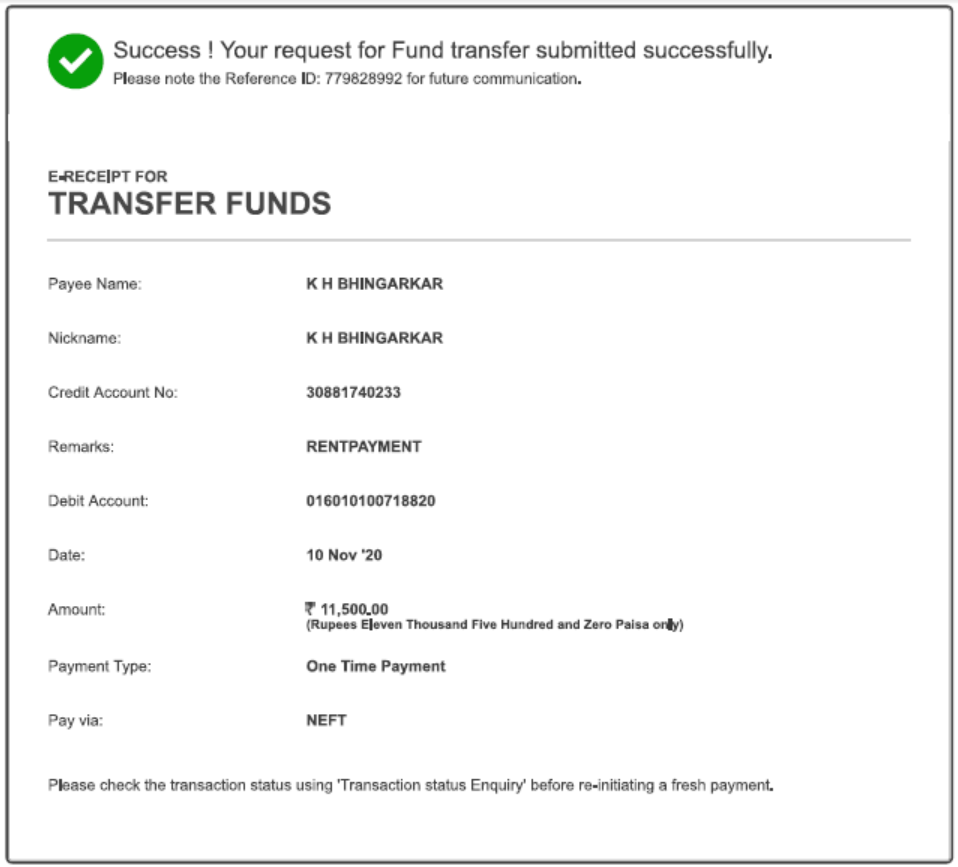 Success ! Your request for Fund transfer submitted successfully.
Please note the Reference ID: 779828992 for future communication.
E-RECEIPT FOR
TRANSFER FUNDS
Payee Name: K H BHINGARKAR
Nickname: K H BHINGARKAR
Credit Account No: 30881740233
Remarks: RENTPAYMENT
Debit Account: 016010100718820
Date: 10 Nov '20
Amount: ₹ 11,500.00
(Rupees Eleven Thousand Five Hundred and Zero Paisa only)
Payment Type: One Time Payment
Pay via: NEFT
Please check the transaction status using 'Transaction status Enquiry' before re-initiating a fresh payment.